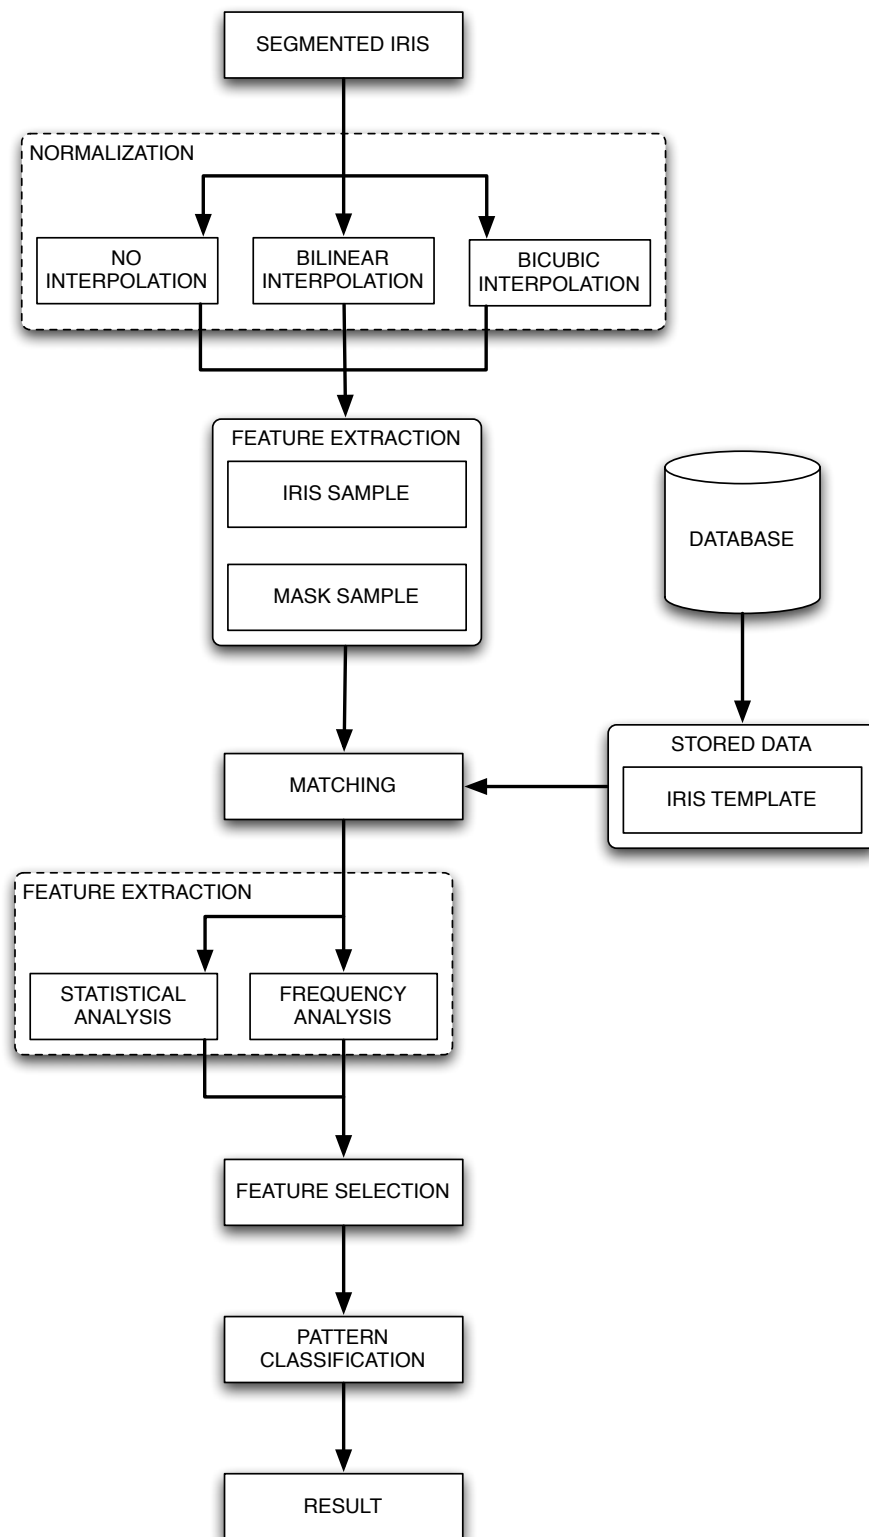 SEGMENTED IRIS
NORMALIZATION
NO
INTERPOLATION
BILINEAR
INTERPOLATION
BICUBIC
INTERPOLATION
FEATURE EXTRACTION
IRIS SAMPLE
MASK SAMPLE
DATABASE
STORED DATA
IRIS TEMPLATE
MATCHING
FEATURE EXTRACTION
STATISTICAL
ANALYSIS
FREQUENCY
ANALYSIS
FEATURE SELECTION
PATTERN
CLASSIFICATION
RESULT